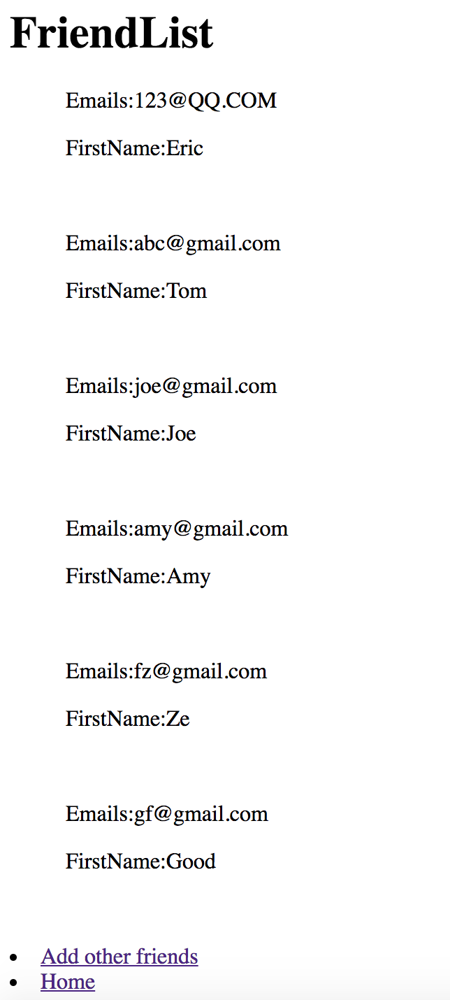 FriendList
Emails:123@QQ.COM
FirstName:Eric
Emails:abc@gmail.com
FirstName:Tom
Emails:joe@gmail.com
FirstName:Joe
Emails:amy@gmail.com
FirstName:Amy
Emails:fz@gmail.com
FirstName:Ze
Emails:gf@gmail.com
FirstName:Good
Add other friends
Home